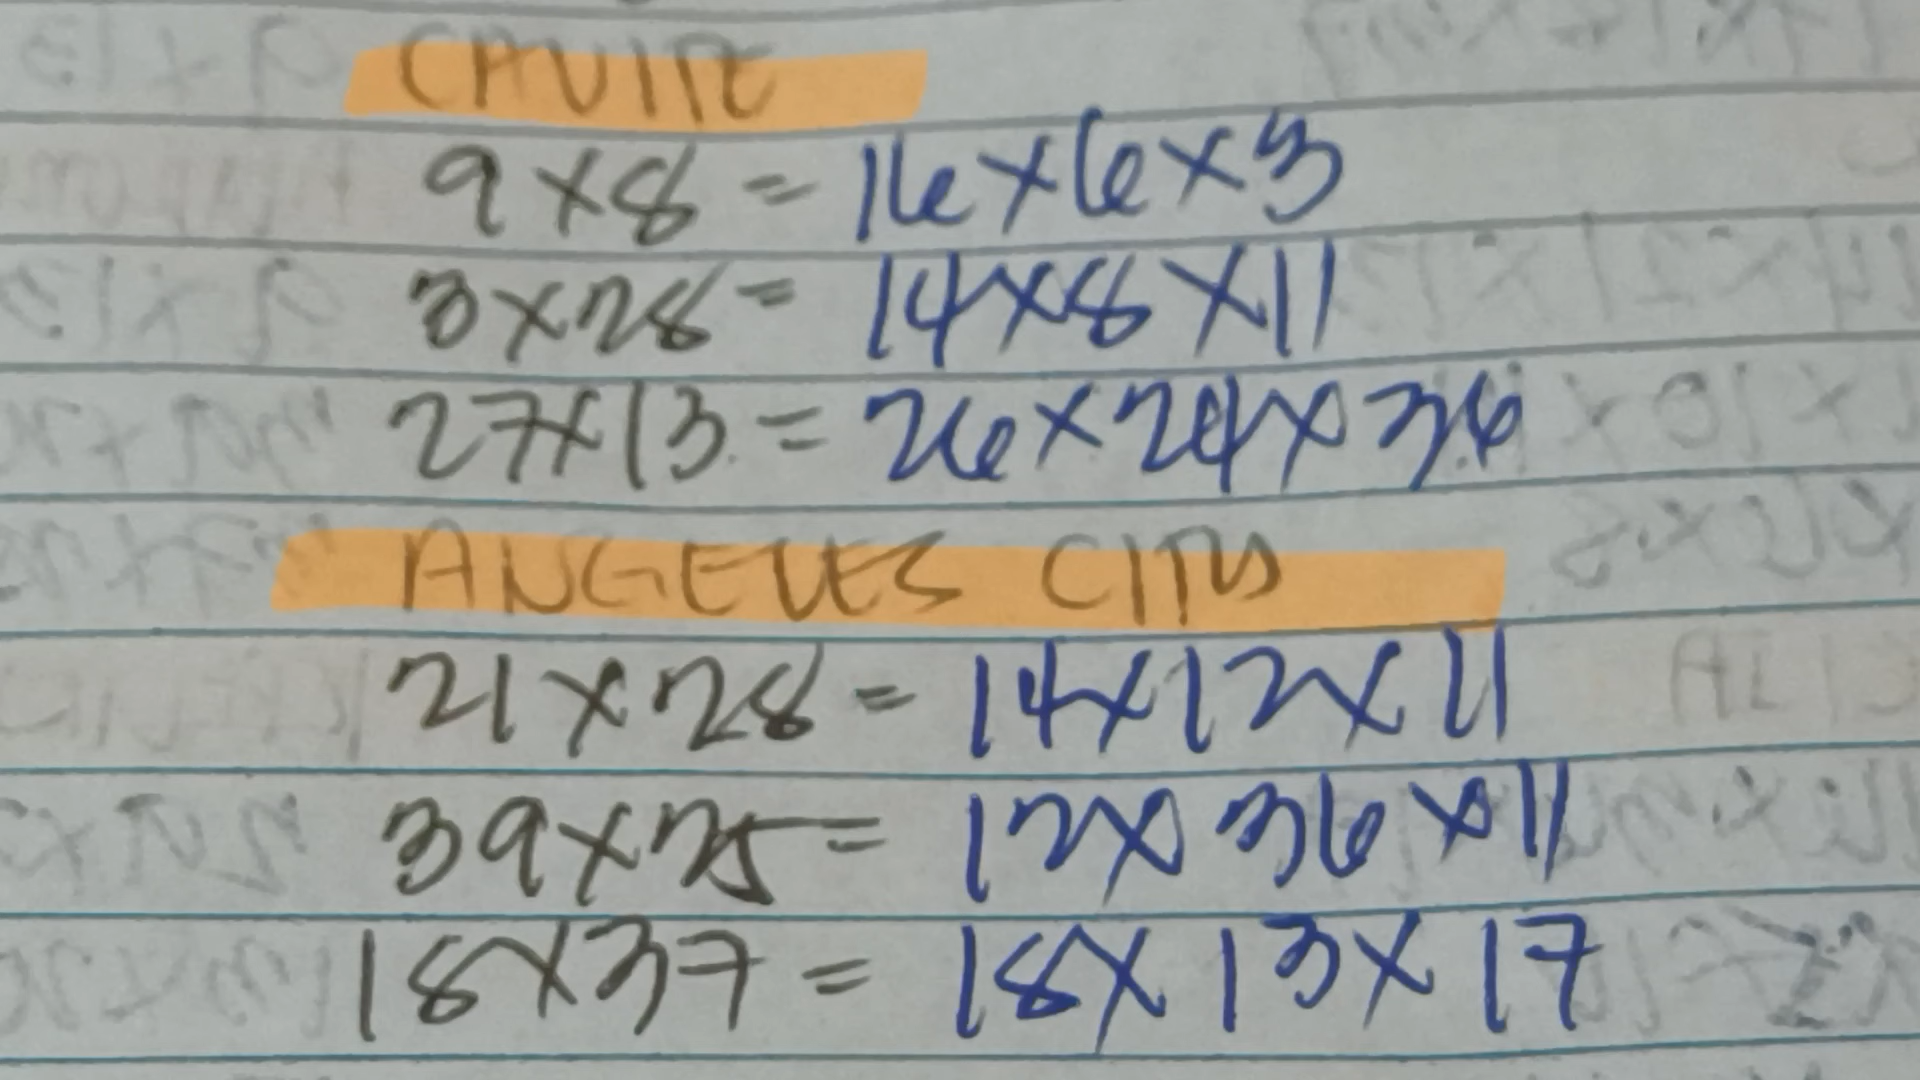 CAVITE
9 x 8 = 16 x 6 x 3
3 x 28 = 14 x 8 x 11
27 x 13 = 26 x 24 x 36
ANGELES CITY
21 x 28 = 14 x 12 x 11
39 x 25 = 12 x 36 x 11
18 x 37 = 18 x 13 x 17